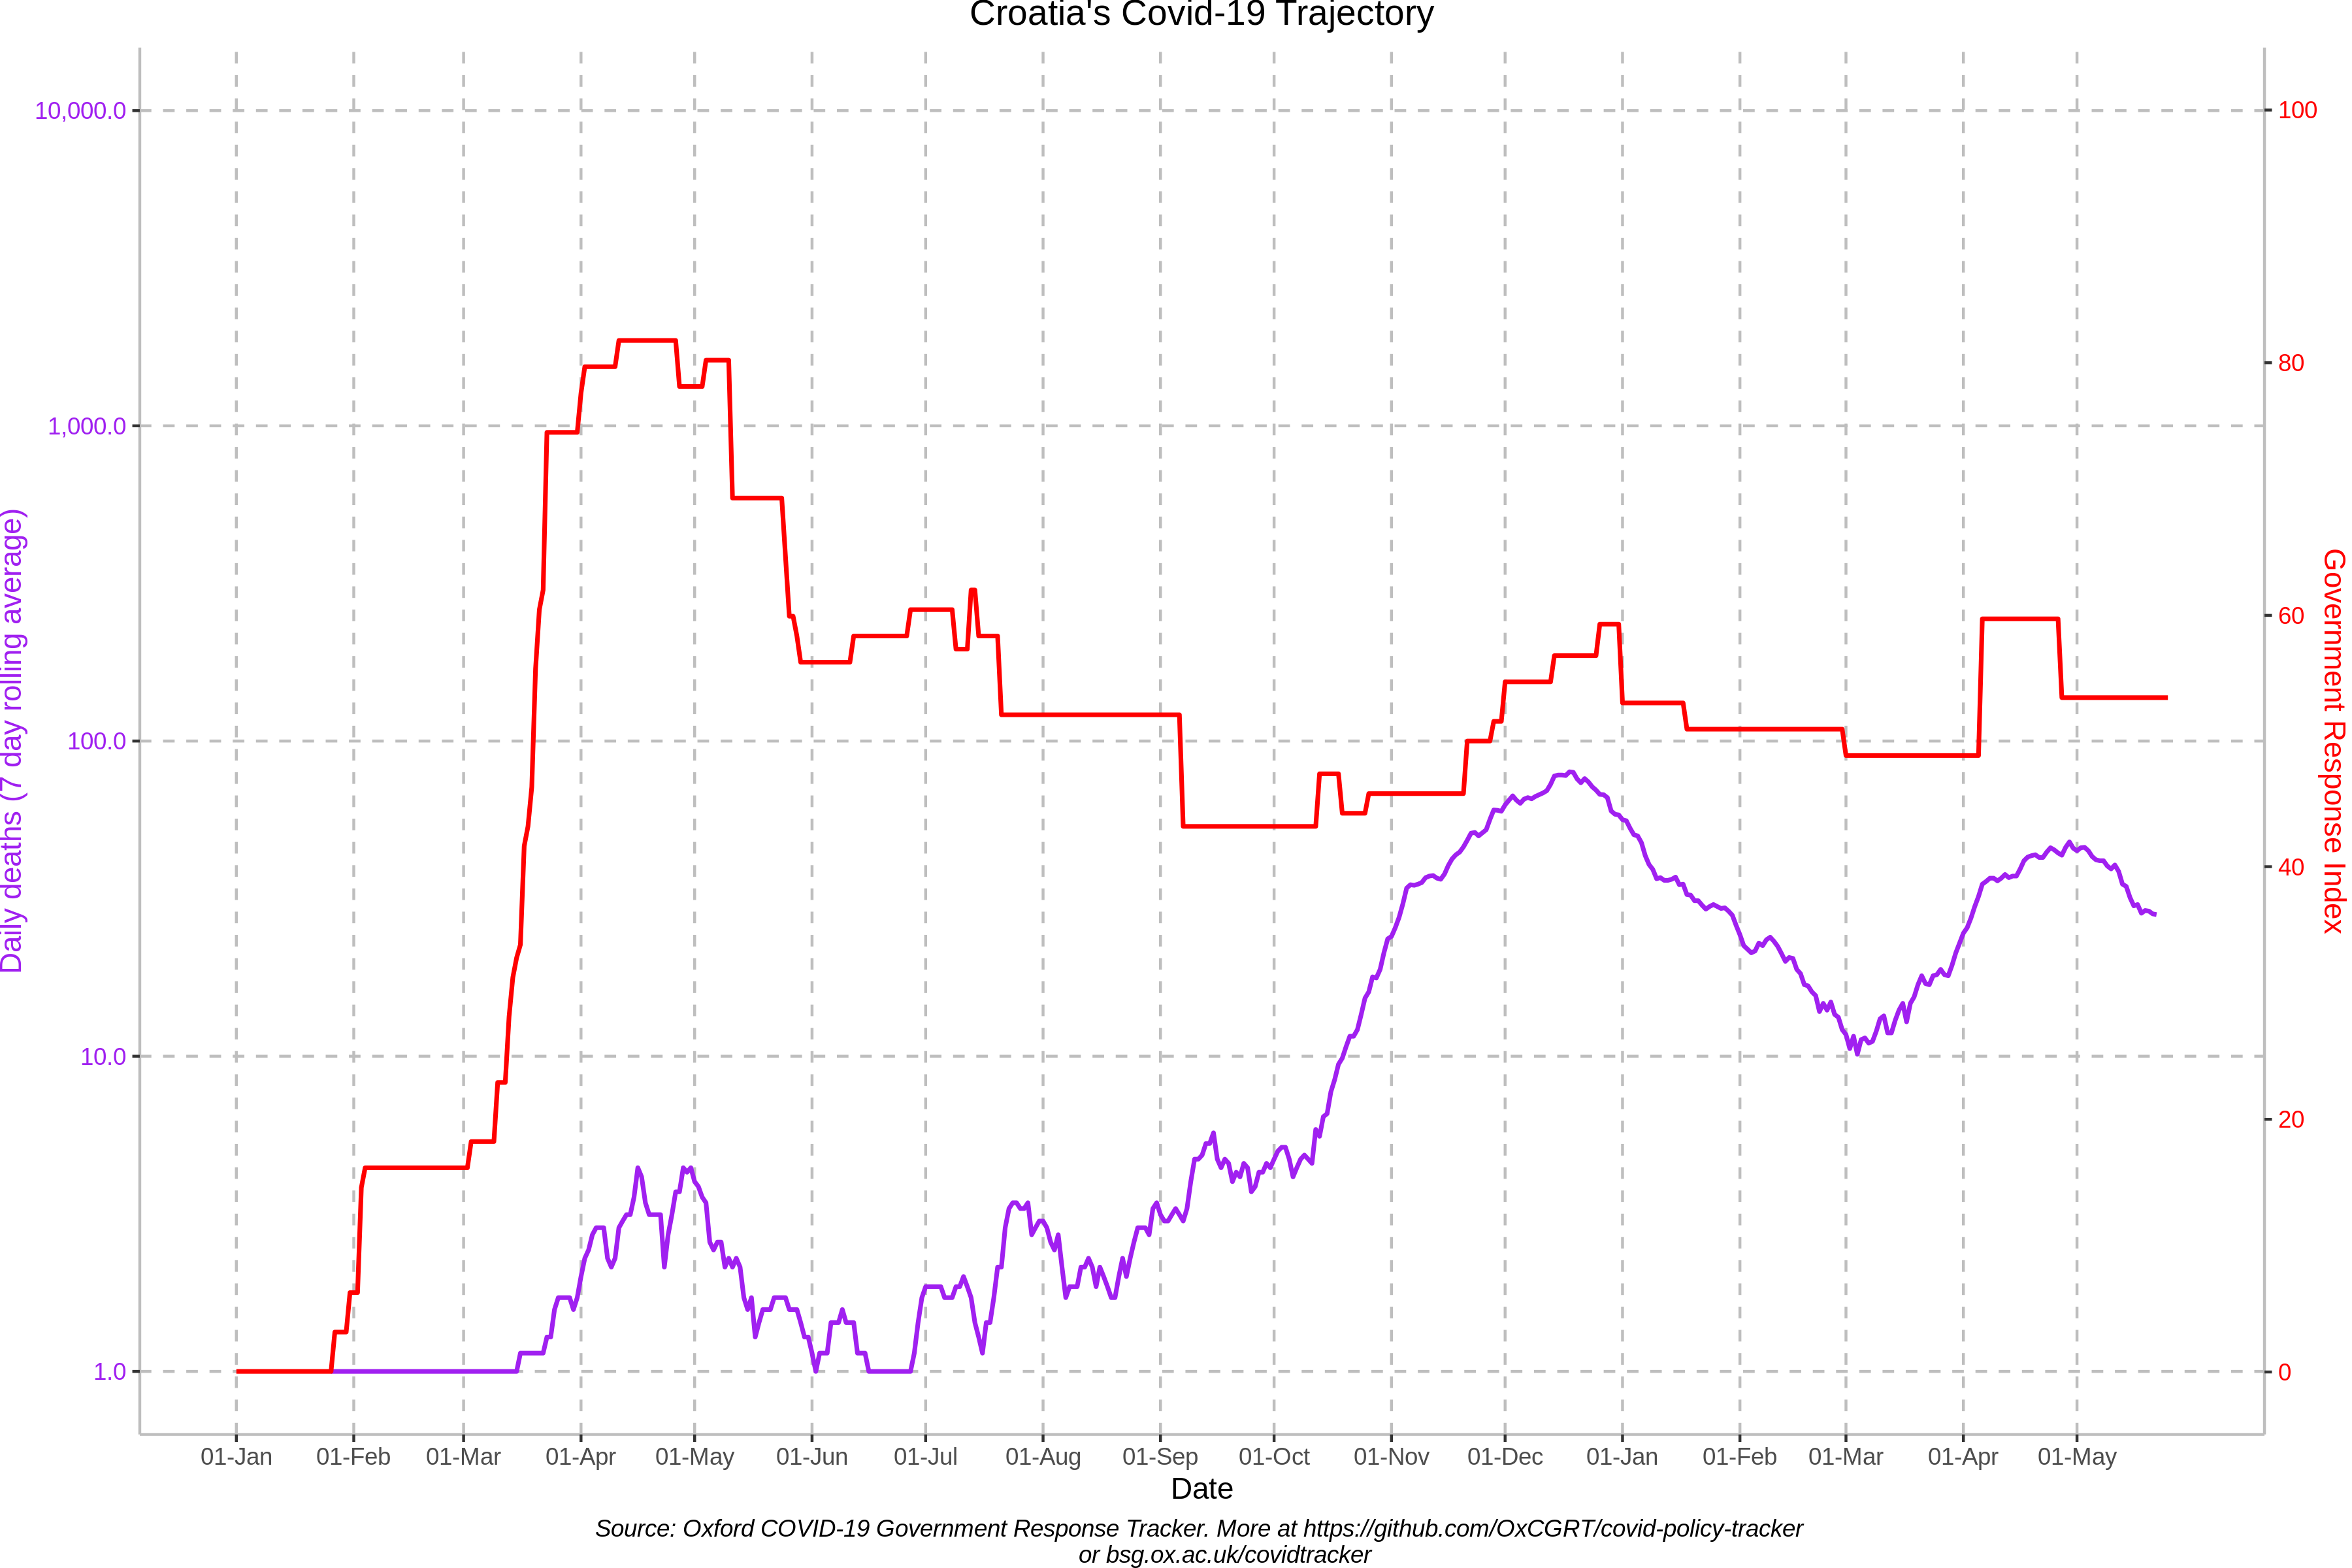 Croatia's Covid-19 Trajectory
10,000.0
1,000.0
100.0
10.0
1.0
Daily deaths (7 day rolling average)
100
80
60
40
20
0
Government Response Index
01-Jan 01-Feb 01-Mar 01-Apr 01-May 01-Jun 01-Jul 01-Aug 01-Sep 01-Oct 01-Nov 01-Dec 01-Jan 01-Feb 01-Mar 01-Apr 01-May
Date
Source: Oxford COVID-19 Government Response Tracker. More at https://github.com/OxCGRT/covid-policy-tracker
or bsg.ox.ac.uk/covidtracker